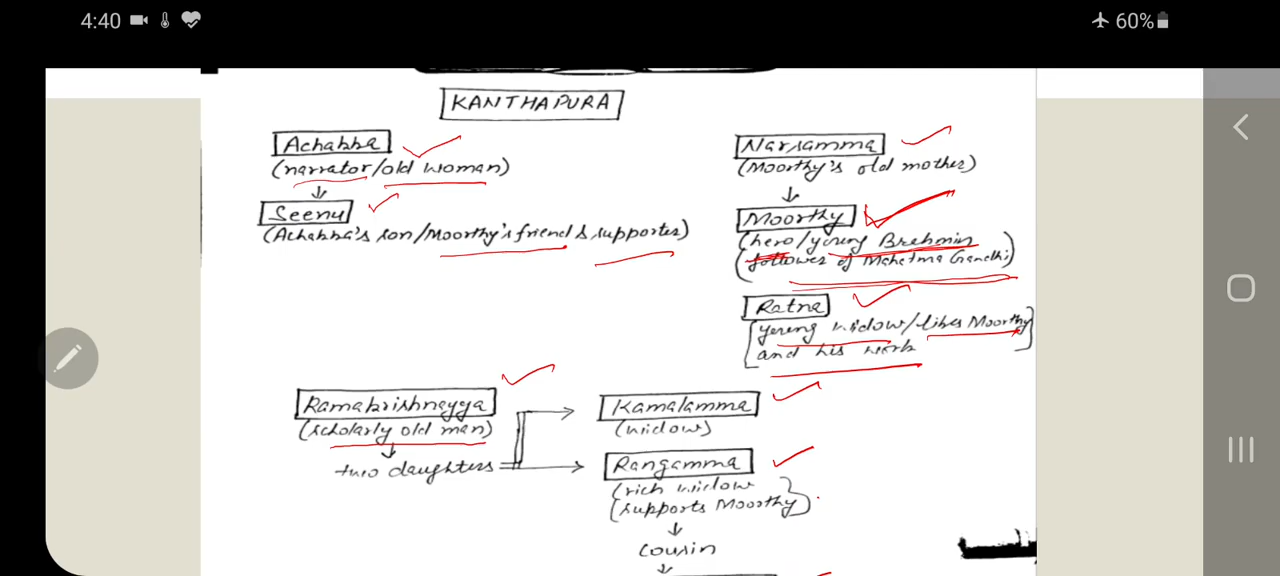 4:40
60%
KANTHAPURA
Achakka
(narrator/old woman)
Seenu
(Achakka's son/Moorthy's friend & supporter)
Narsamma
(Moorthy's old mother)
Moorthy
(hero/young Brahmin)
(follower of Mahatma Gandhi)
Ratna
young widow/likes Moorthy
and his work
Ramakrishnayya
(scholarly old man)
two daughters
Kamalamma
(widow)
Rangamma
(rich widow
(supports Moorthy)
cousin